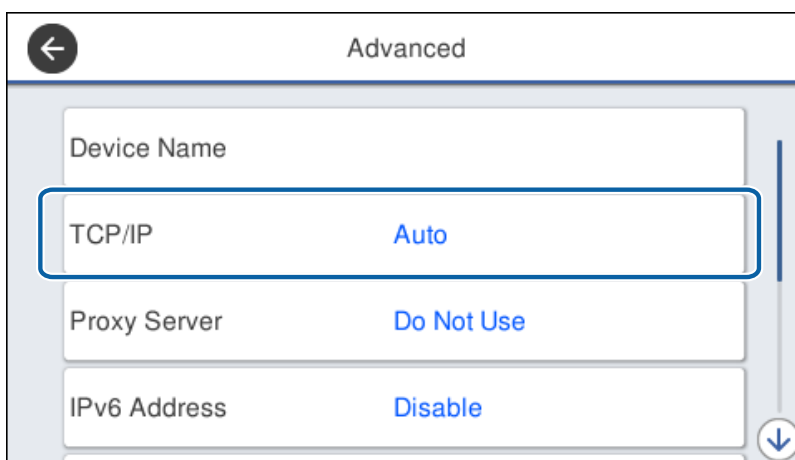 Advanced
Device Name
TCP/IP Auto
Proxy Server Do Not Use
IPv6 Address Disable